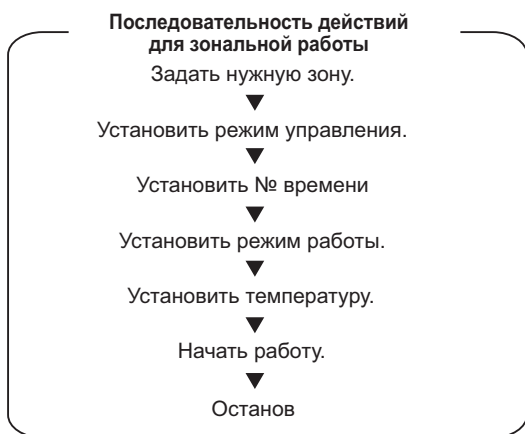 Последовательность действий
для зональной работы
Задать нужную зону.
Установить режим управления.
Установить № времени
Установить режим работы.
Установить температуру.
Начать работу.
Останов